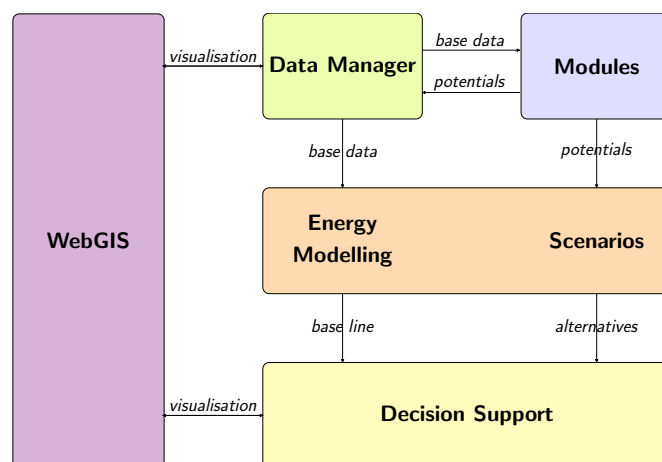 visualisation
Data Manager
base data
potentials
Modules
base data
potentials
WebGIS
Energy
Modelling
Scenarios
base line
alternatives
visualisation
Decision Support